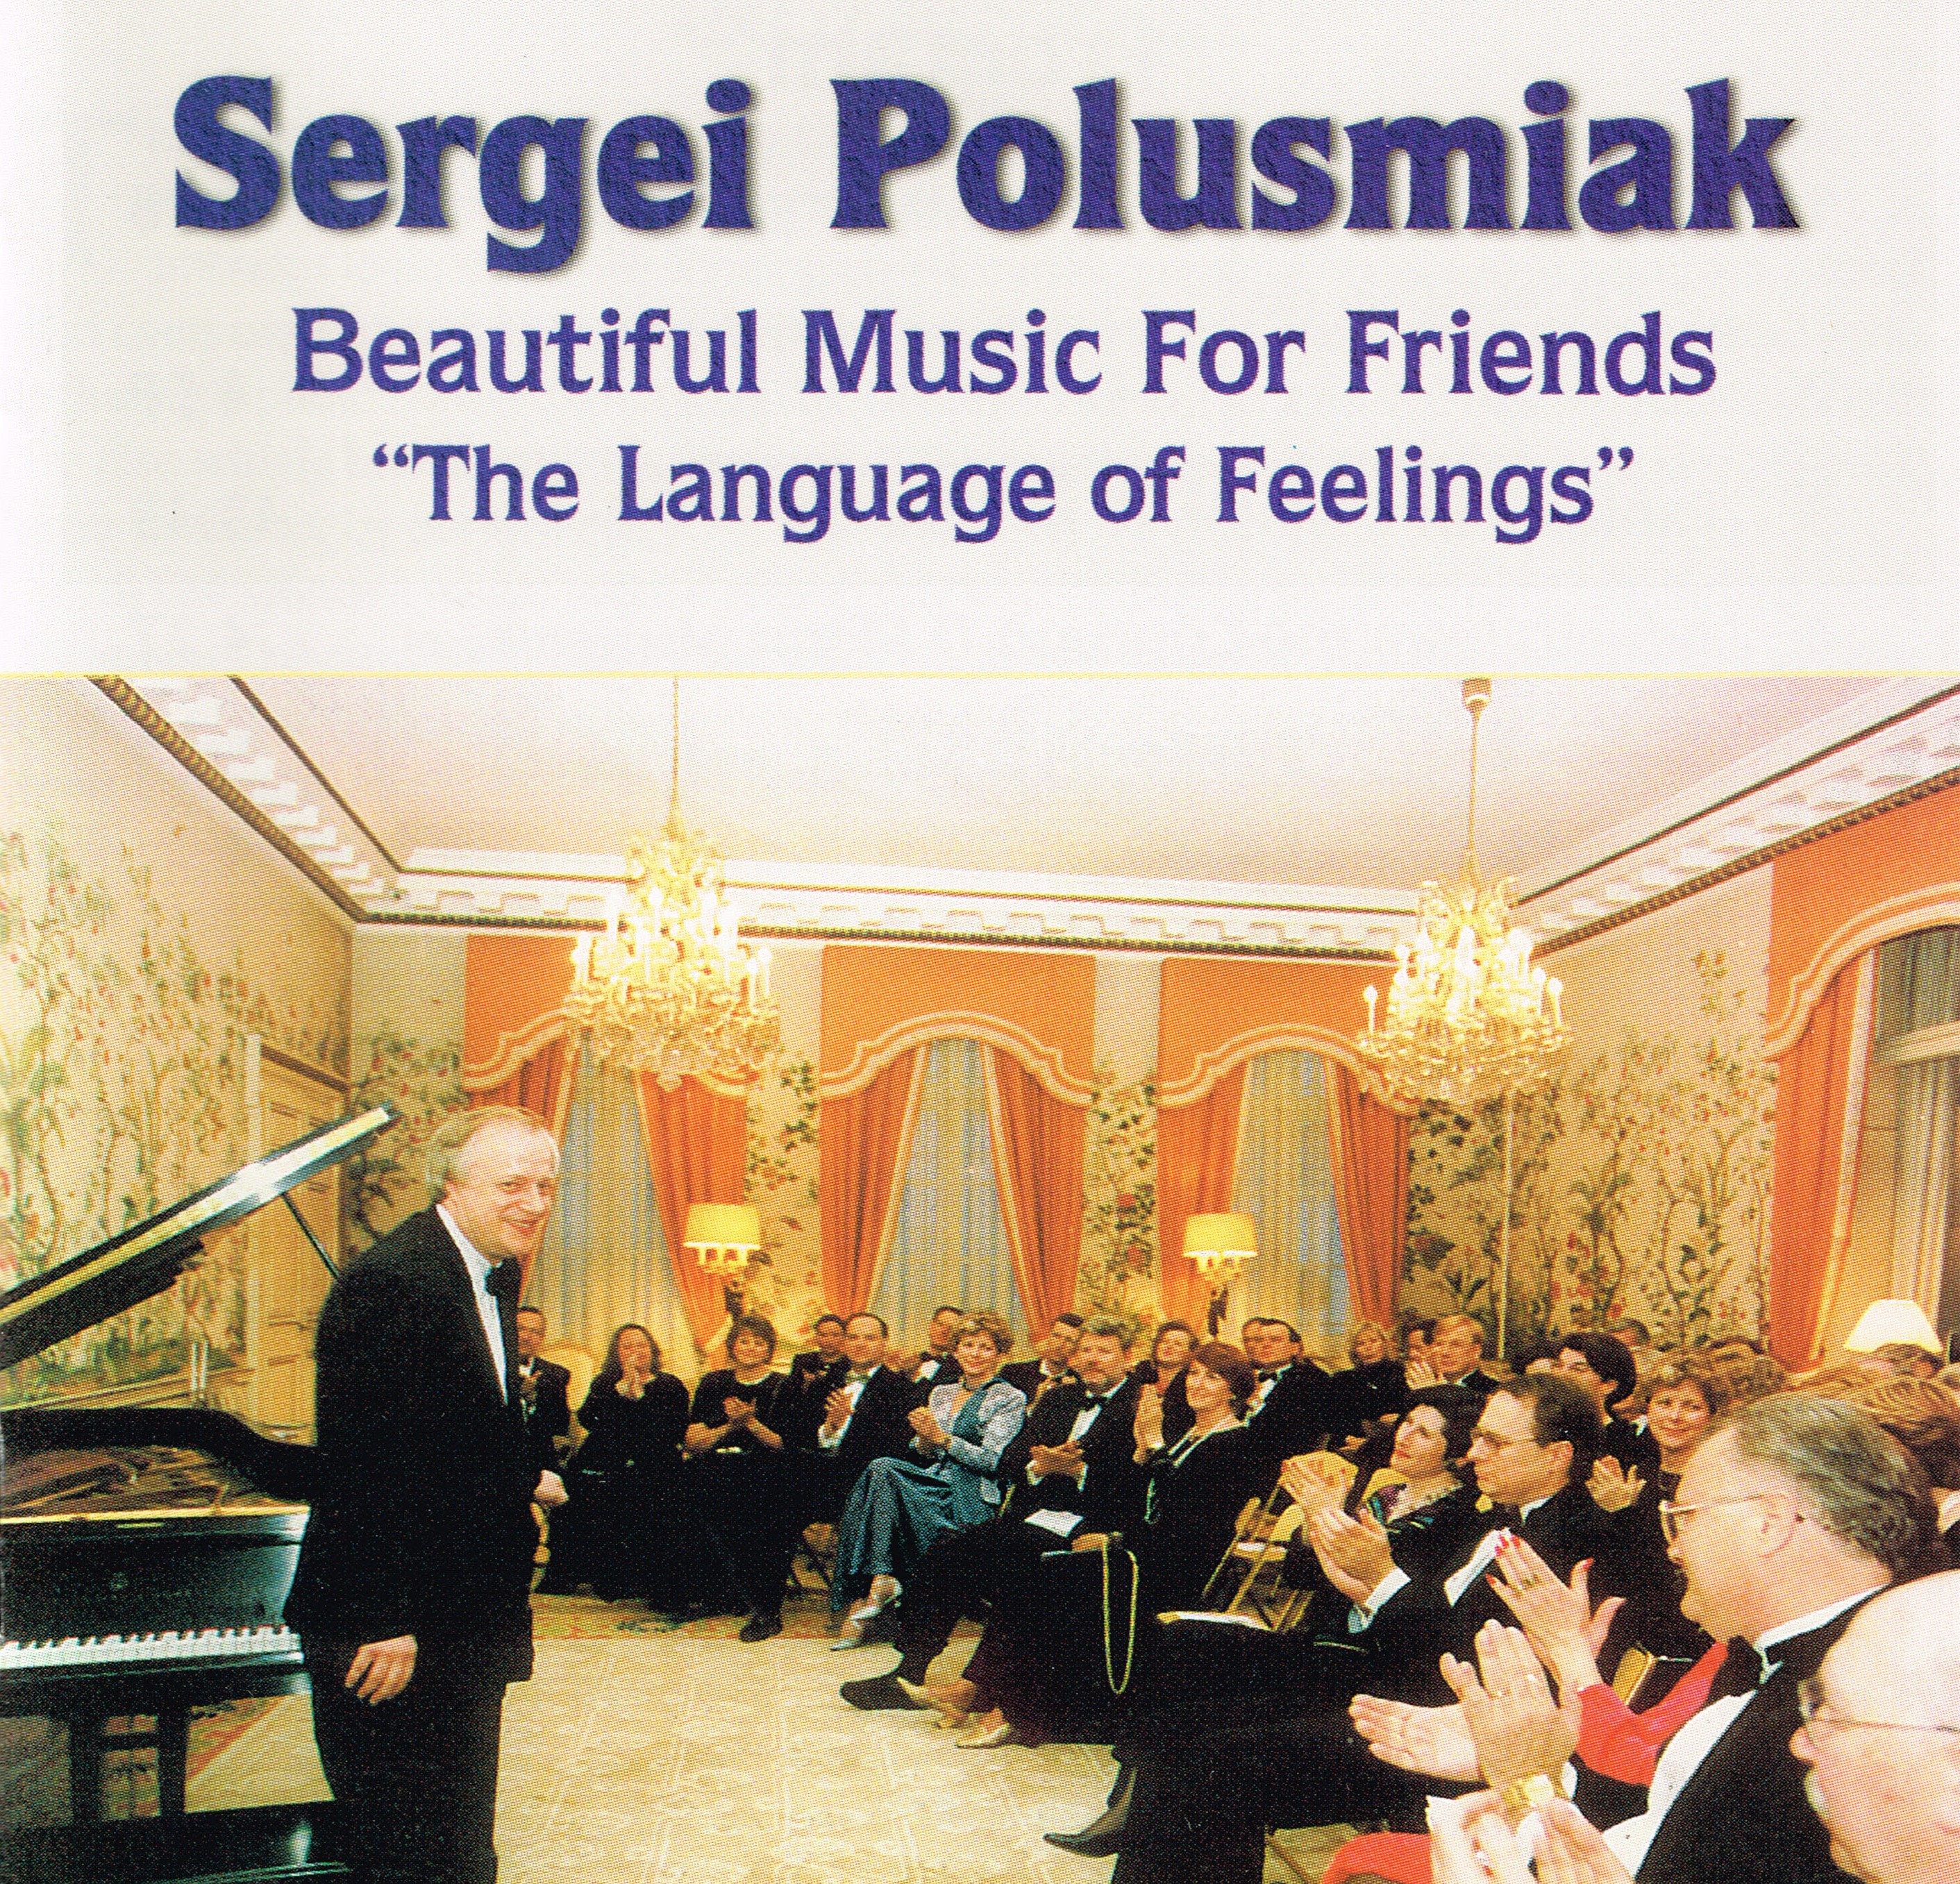 Sergei Polusmiak
Beautiful Music For Friends
“The Language of Feelings”